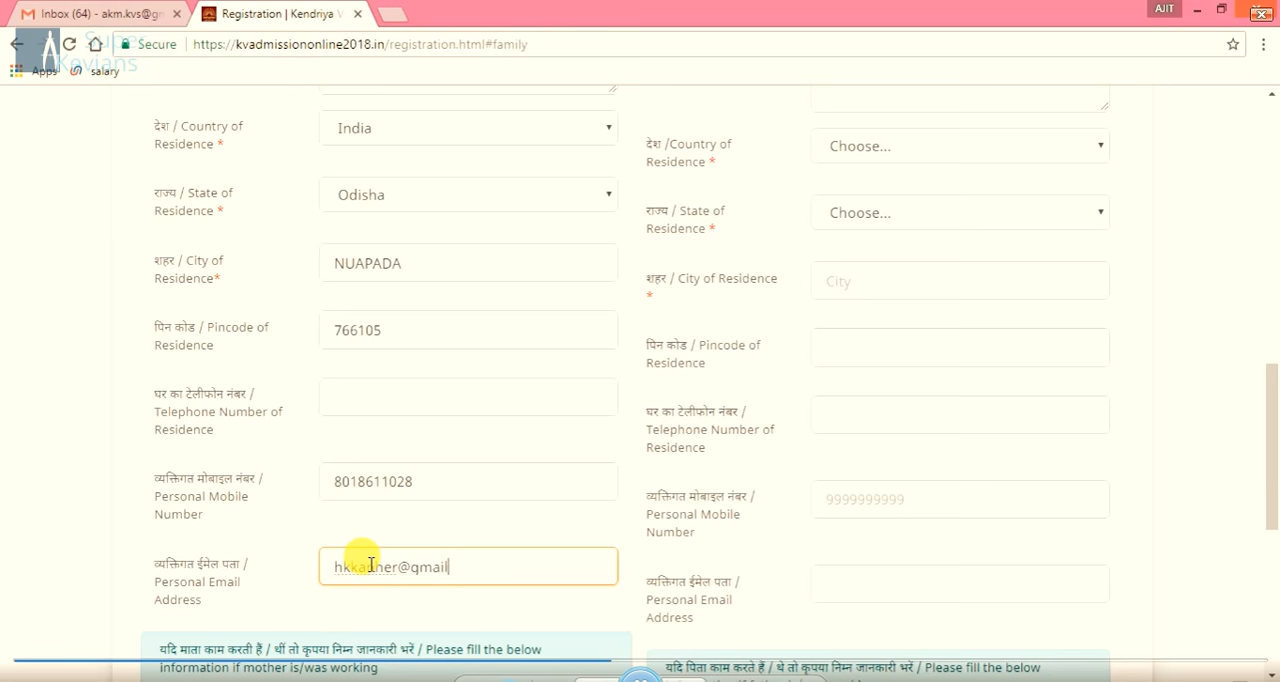 Inbox (64) - akm.kvs@gm
Registration | Kendriya V
AJIT
Secure
https://kvadmissiononline2018.in/registration.html#family
Super
Kevians
Apps
salary
देश / Country of
Residence *
India
राज्य / State of
Residence *
Odisha
शहर / City of
Residence*
NUAPADA
पिन कोड / Pincode of
Residence
766105
घर का टेलीफोन नंबर /
Telephone Number of
Residence
व्यक्तिगत मोबाइल नंबर /
Personal Mobile
Number
8018611028
व्यक्तिगत ईमेल पता /
Personal Email
Address
यदि माता काम करती हैं / थीं तो कृपया निम्न जानकारी भरें / Please fill the below
information if mother is/was working
देश /Country of
Residence *
Choose...
राज्य / State of
Residence *
Choose...
शहर / City of Residence
*
City
पिन कोड / Pincode of
Residence
घर का टेलीफोन नंबर /
Telephone Number of
Residence
व्यक्तिगत मोबाइल नंबर /
Personal Mobile
Number
9999999999
व्यक्तिगत ईमेल पता /
Personal Email
Address
यदि पिता काम करते हैं / थे तो कृपया निम्न जानकारी भरें / Please fill the below